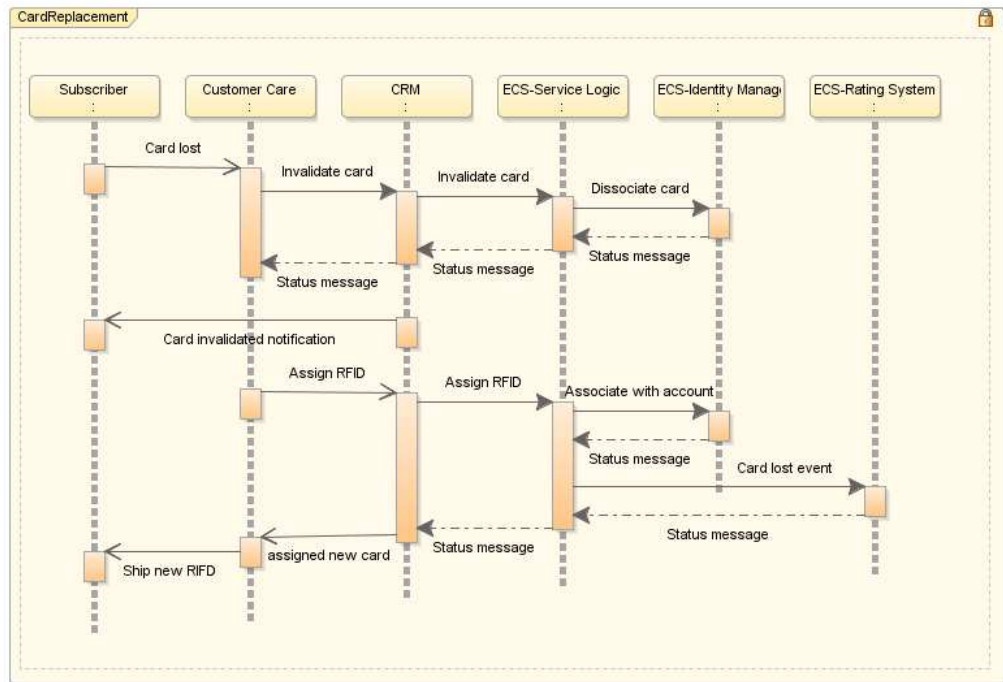 CardReplacement
Subscriber
:
Customer Care
:
CRM
:
ECS-Service Logic
:
ECS-Identity Manag
:
ECS-Rating System
:
Card lost
Invalidate card
Invalidate card
Dissociate card
Status message
Status message
Status message
Card invalidated notification
Assign RFID
Assign RFID
Associate with account
Status message
Card lost event
Status message
Status message
assigned new card
Ship new RIFD